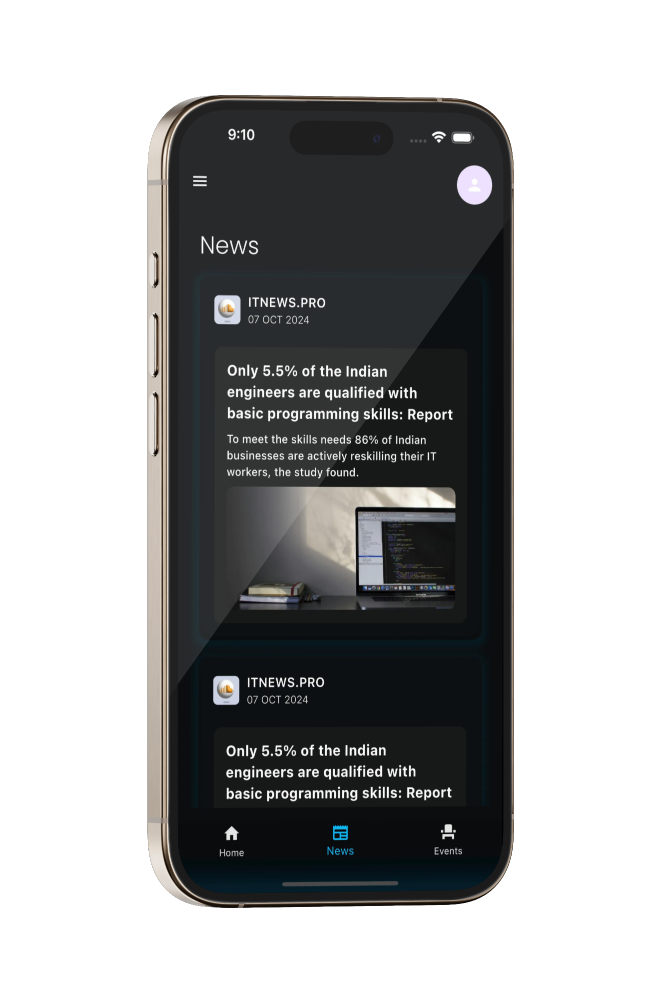 9:10
News
ITNEWS.PRO
07 OCT 2024
Only 5.5% of the Indian
engineers are qualified with
basic programming skills: Report
To meet the skills needs 86% of Indian
businesses are actively reskilling their IT
workers, the study found.
ITNEWS.PRO
07 OCT 2024
Only 5.5% of the Indian
engineers are qualified with
basic programming skills: Report
Home
News
Events